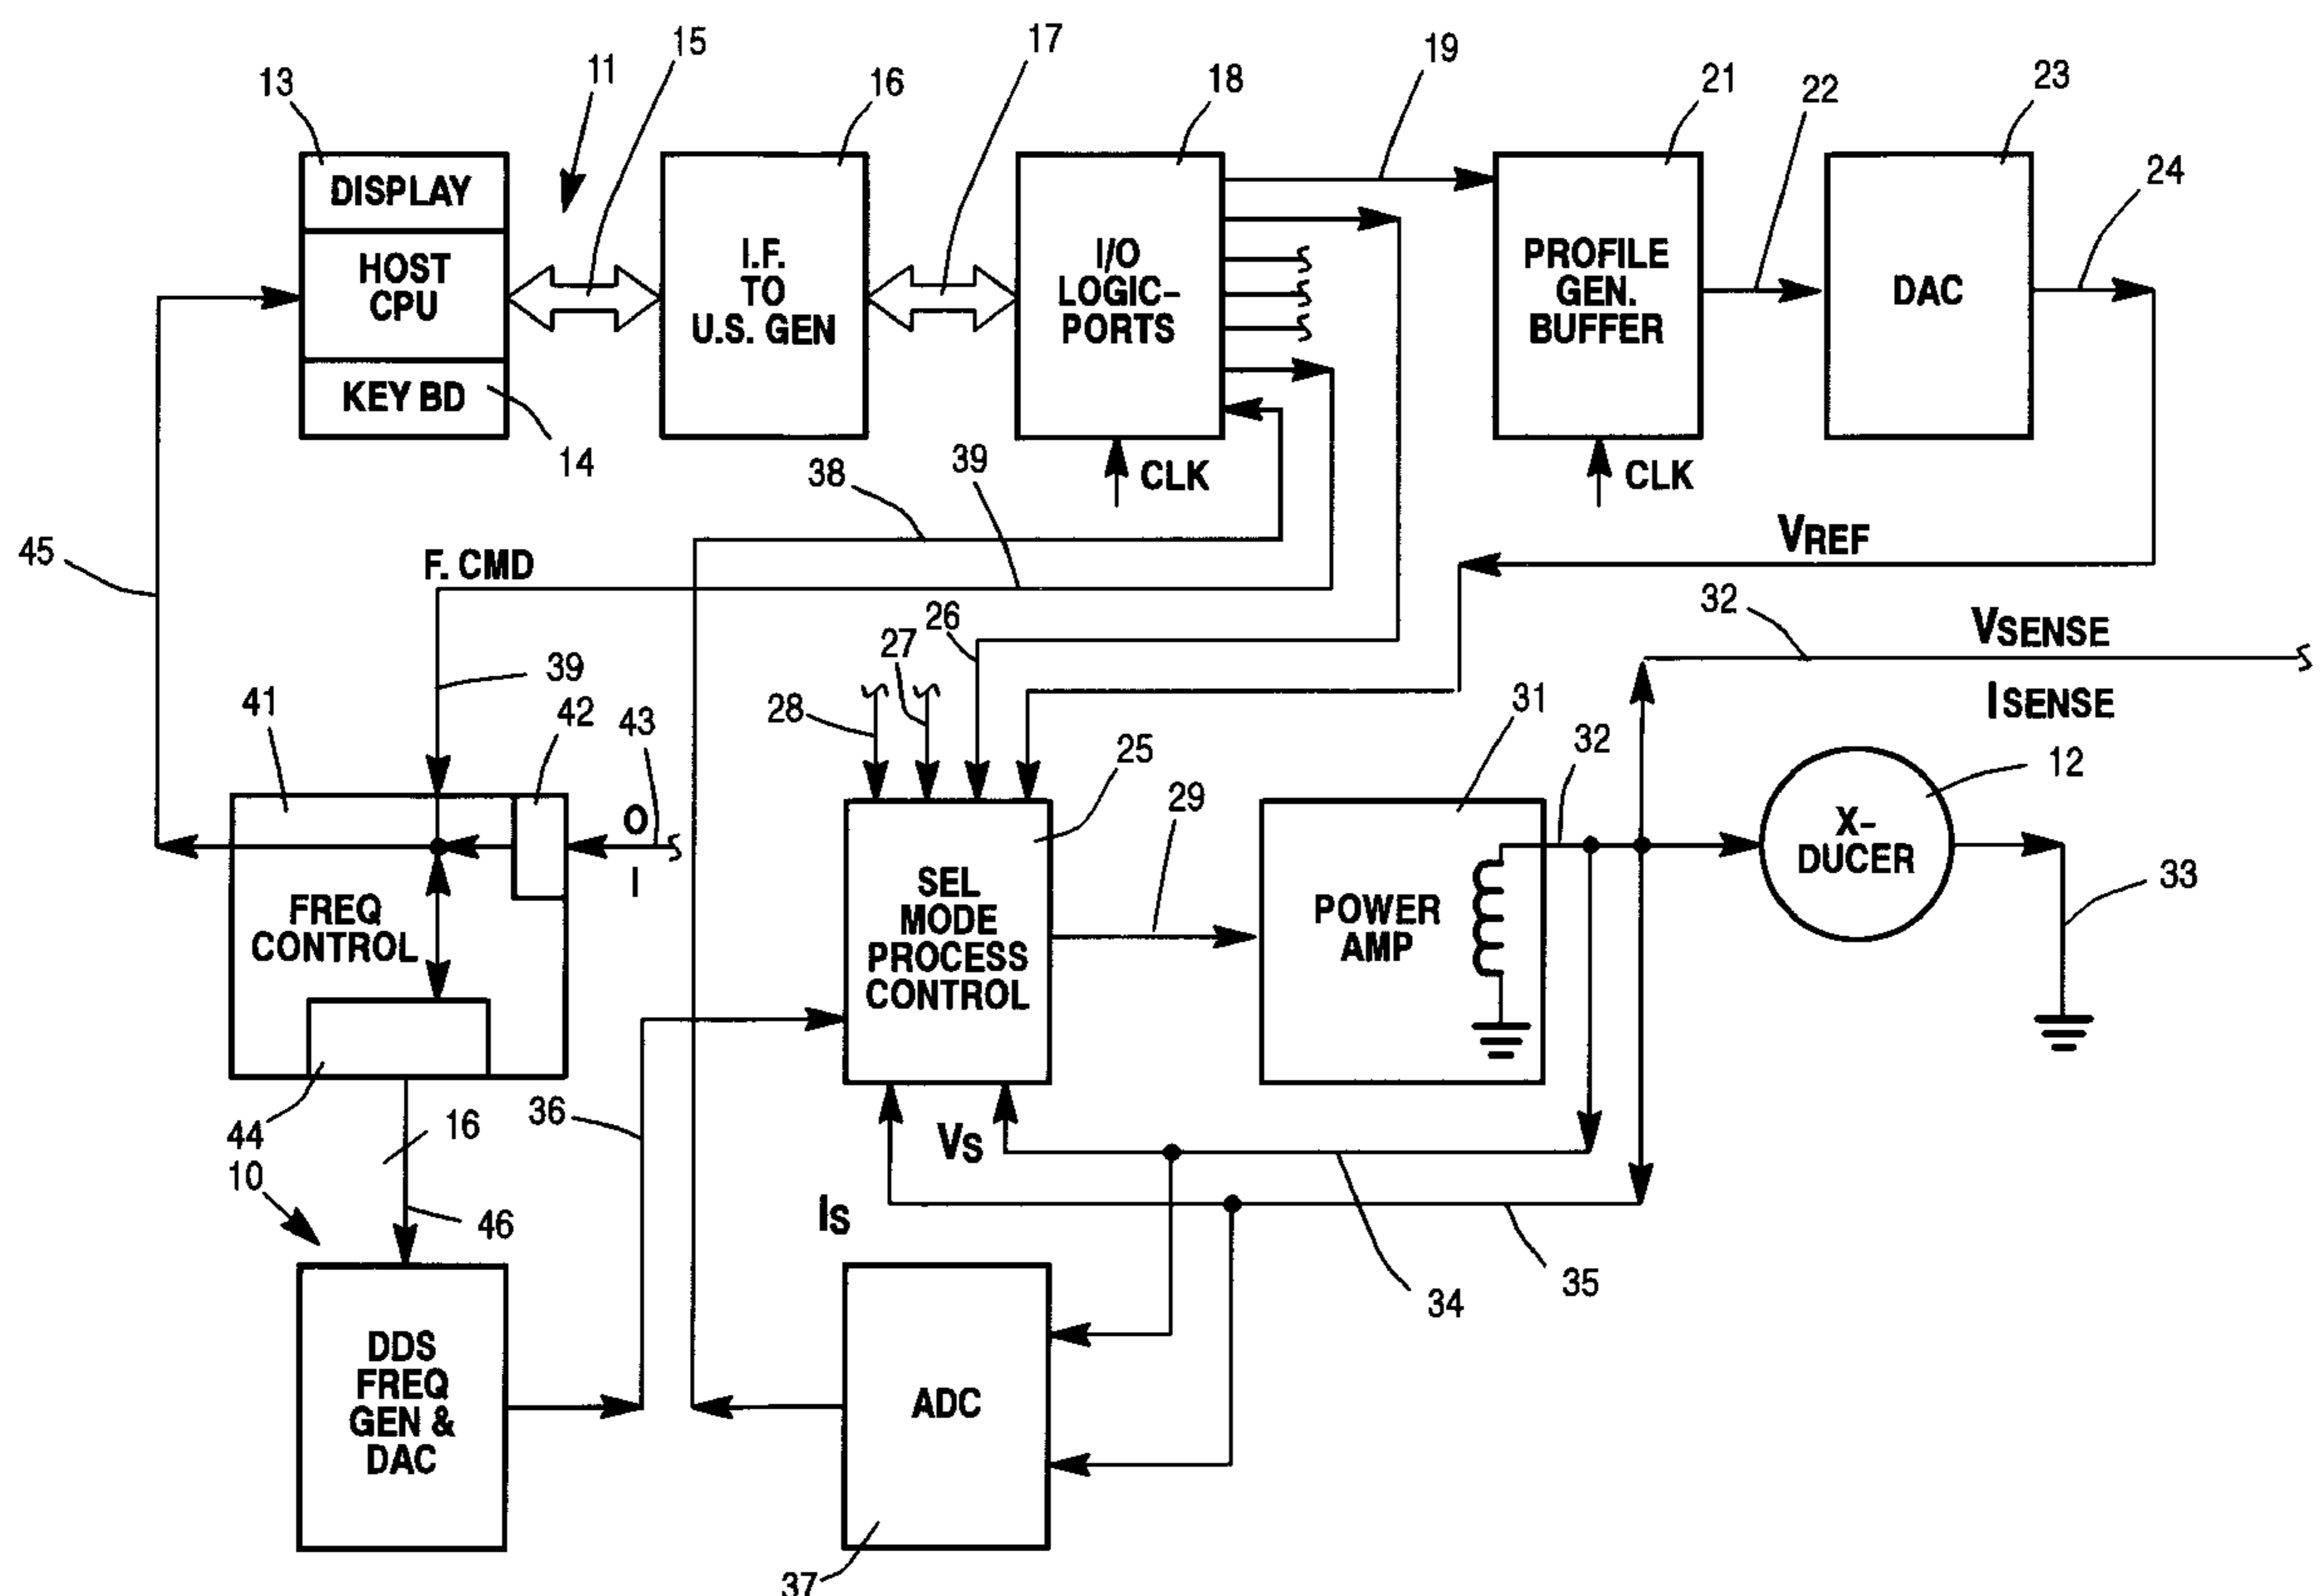 13
11
15
16
17
18
19
21
22
23
24
DISPLAY
HOST
CPU
KEY BD
14
I.F.
TO
U.S. GEN
I/O
LOGIC–
PORTS
CLK
PROFILE
GEN.
BUFFER
CLK
DAC
38
39
45
F. CMD
VREF
26
27
28
32
VSENSE
ISENSE
39
41
42
43
O
I
25
29
31
32
12
33
FREQ
CONTROL
SEL
MODE
PROCESS
CONTROL
POWER
AMP
X–
DUCER
44
16
10
46
36
VS
IS
34
35
DDS
FREQ
GEN &
DAC
ADC
37